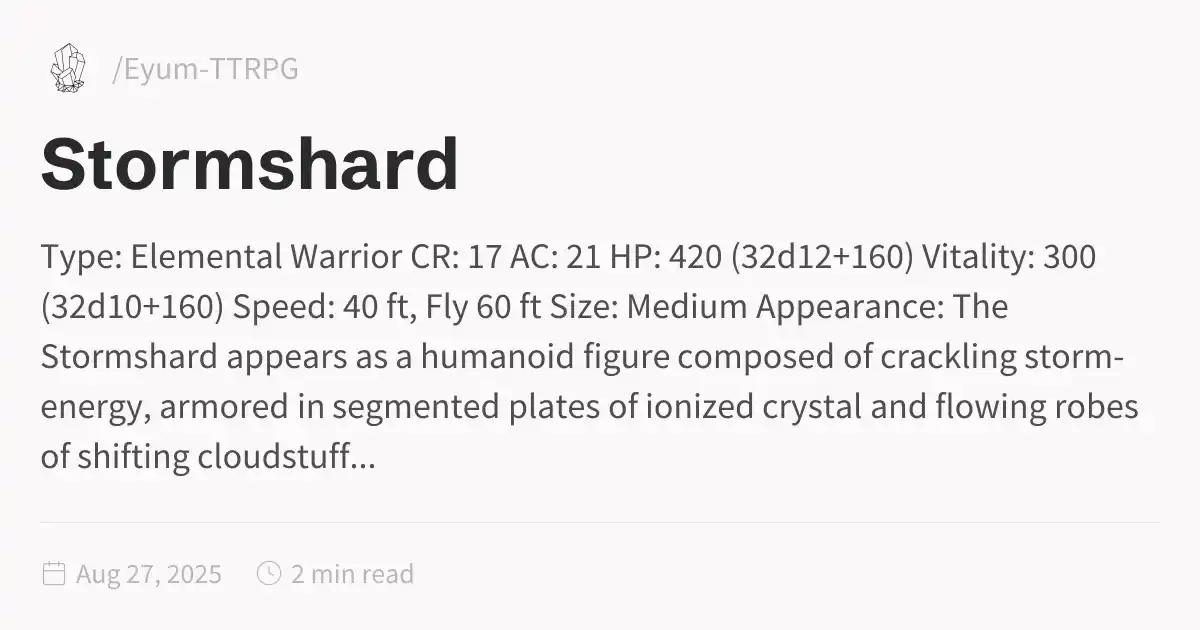 /Eyum-TTRPG
Stormshard
Type: Elemental Warrior CR: 17 AC: 21 HP: 420 (32d12+160) Vitality: 300
(32d10+160) Speed: 40 ft, Fly 60 ft Size: Medium Appearance: The
Stormshard appears as a humanoid figure composed of crackling storm-
energy, armored in segmented plates of ionized crystal and flowing robes
of shifting cloudstuff...
Aug 27, 2025 2 min read